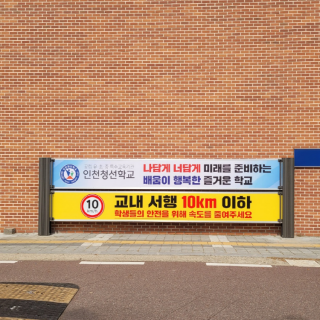 인천청선학교
나답게 너답게 미래를 준비하는
배움이 행복한 즐거운 학교
10
교내 서행 10km 이하
학생들의 안전을 위해 속도를 줄여주세요